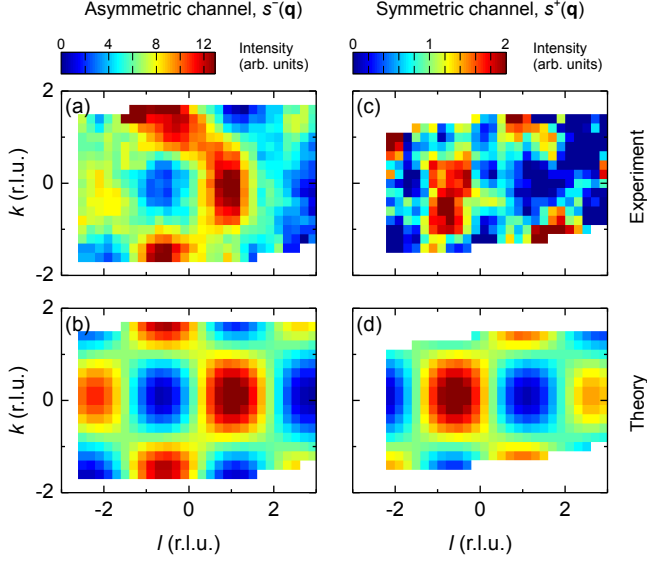 Asymmetric channel, s⁻(q)
Symmetric channel, s⁺(q)
0 4 8 12
Intensity
(arb. units)
0 1 2
Intensity
(arb. units)
(a)
(c)
2
0
-2
k (r.l.u.)
Experiment
(b)
(d)
2
0
-2
k (r.l.u.)
Theory
-2 0 2
-2 0 2
l (r.l.u.)
l (r.l.u.)